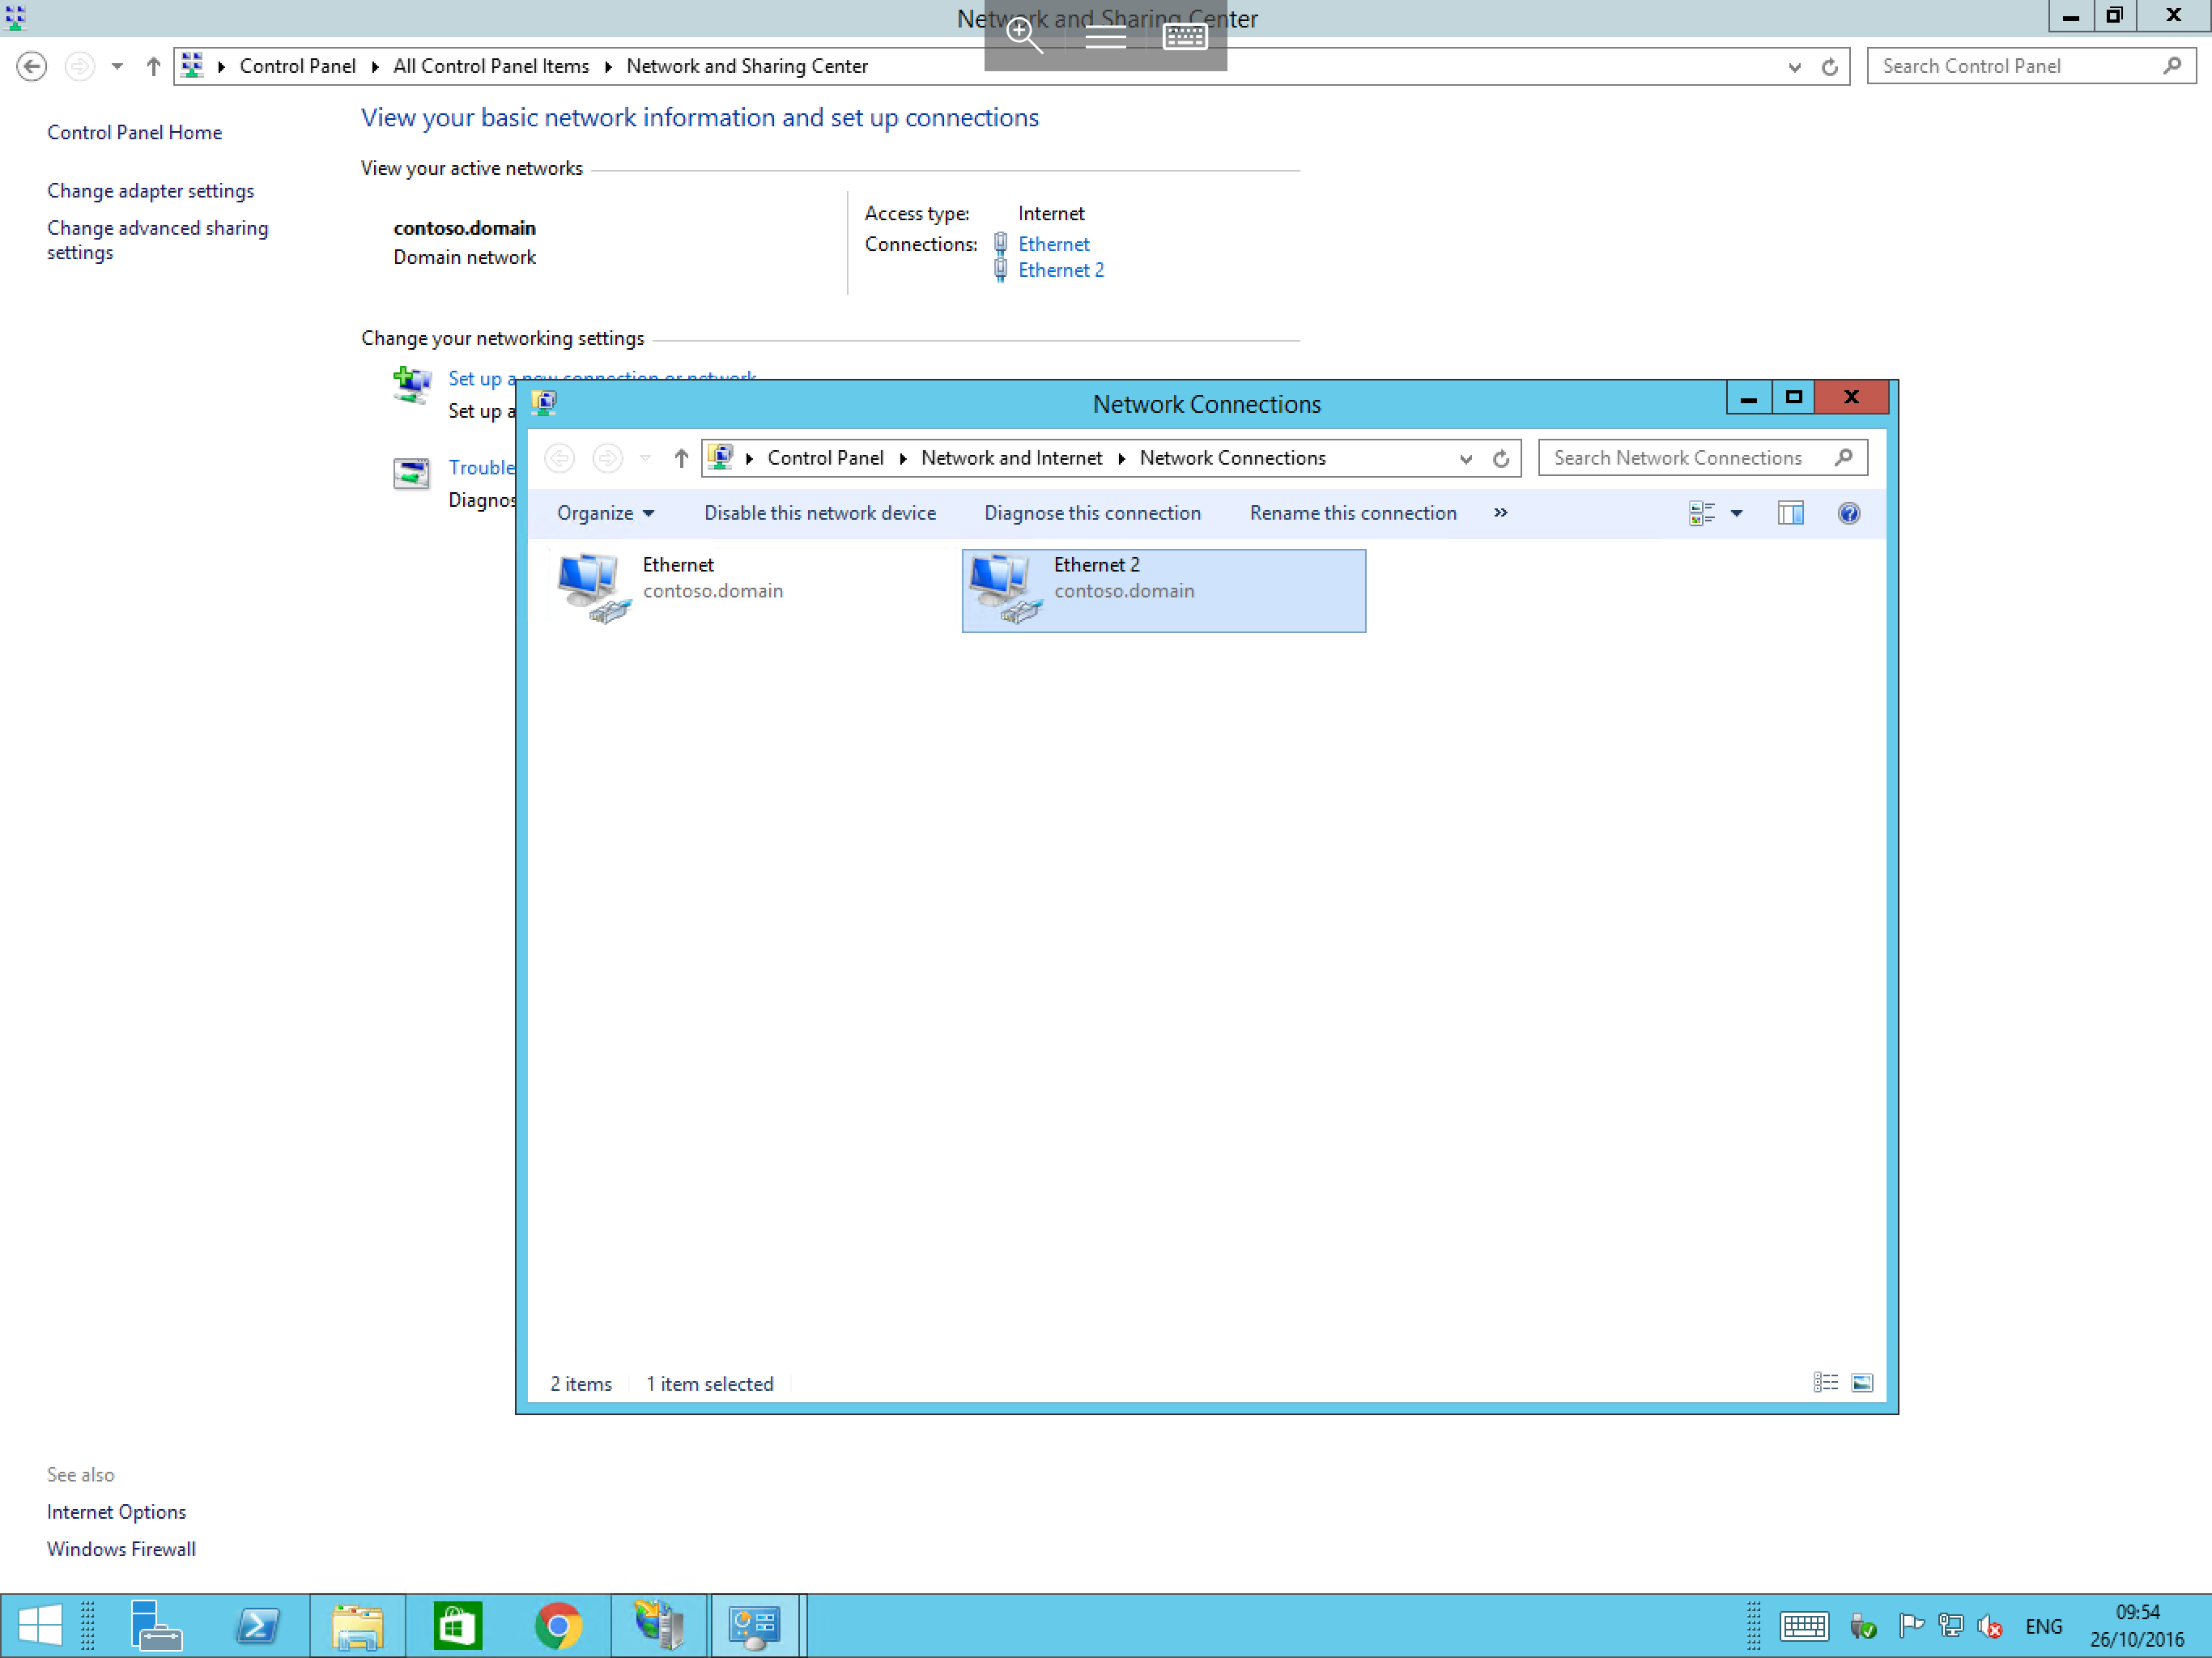 Network and Sharing Center
Control Panel All Control Panel Items Network and Sharing Center
Search Control Panel
Control Panel Home
Change adapter settings
Change advanced sharing
settings
View your basic network information and set up connections
View your active networks
contoso.domain
Domain network
Access type: Internet
Connections: Ethernet
Ethernet 2
Change your networking settings
Set up a new connection or network
Set up a
Trouble
Diagnos
Network Connections
Control Panel Network and Internet Network Connections
Search Network Connections
Organize Disable this network device Diagnose this connection Rename this connection »
Ethernet
contoso.domain
Ethernet 2
contoso.domain
2 items 1 item selected
See also
Internet Options
Windows Firewall
ENG
09:54
26/10/2016